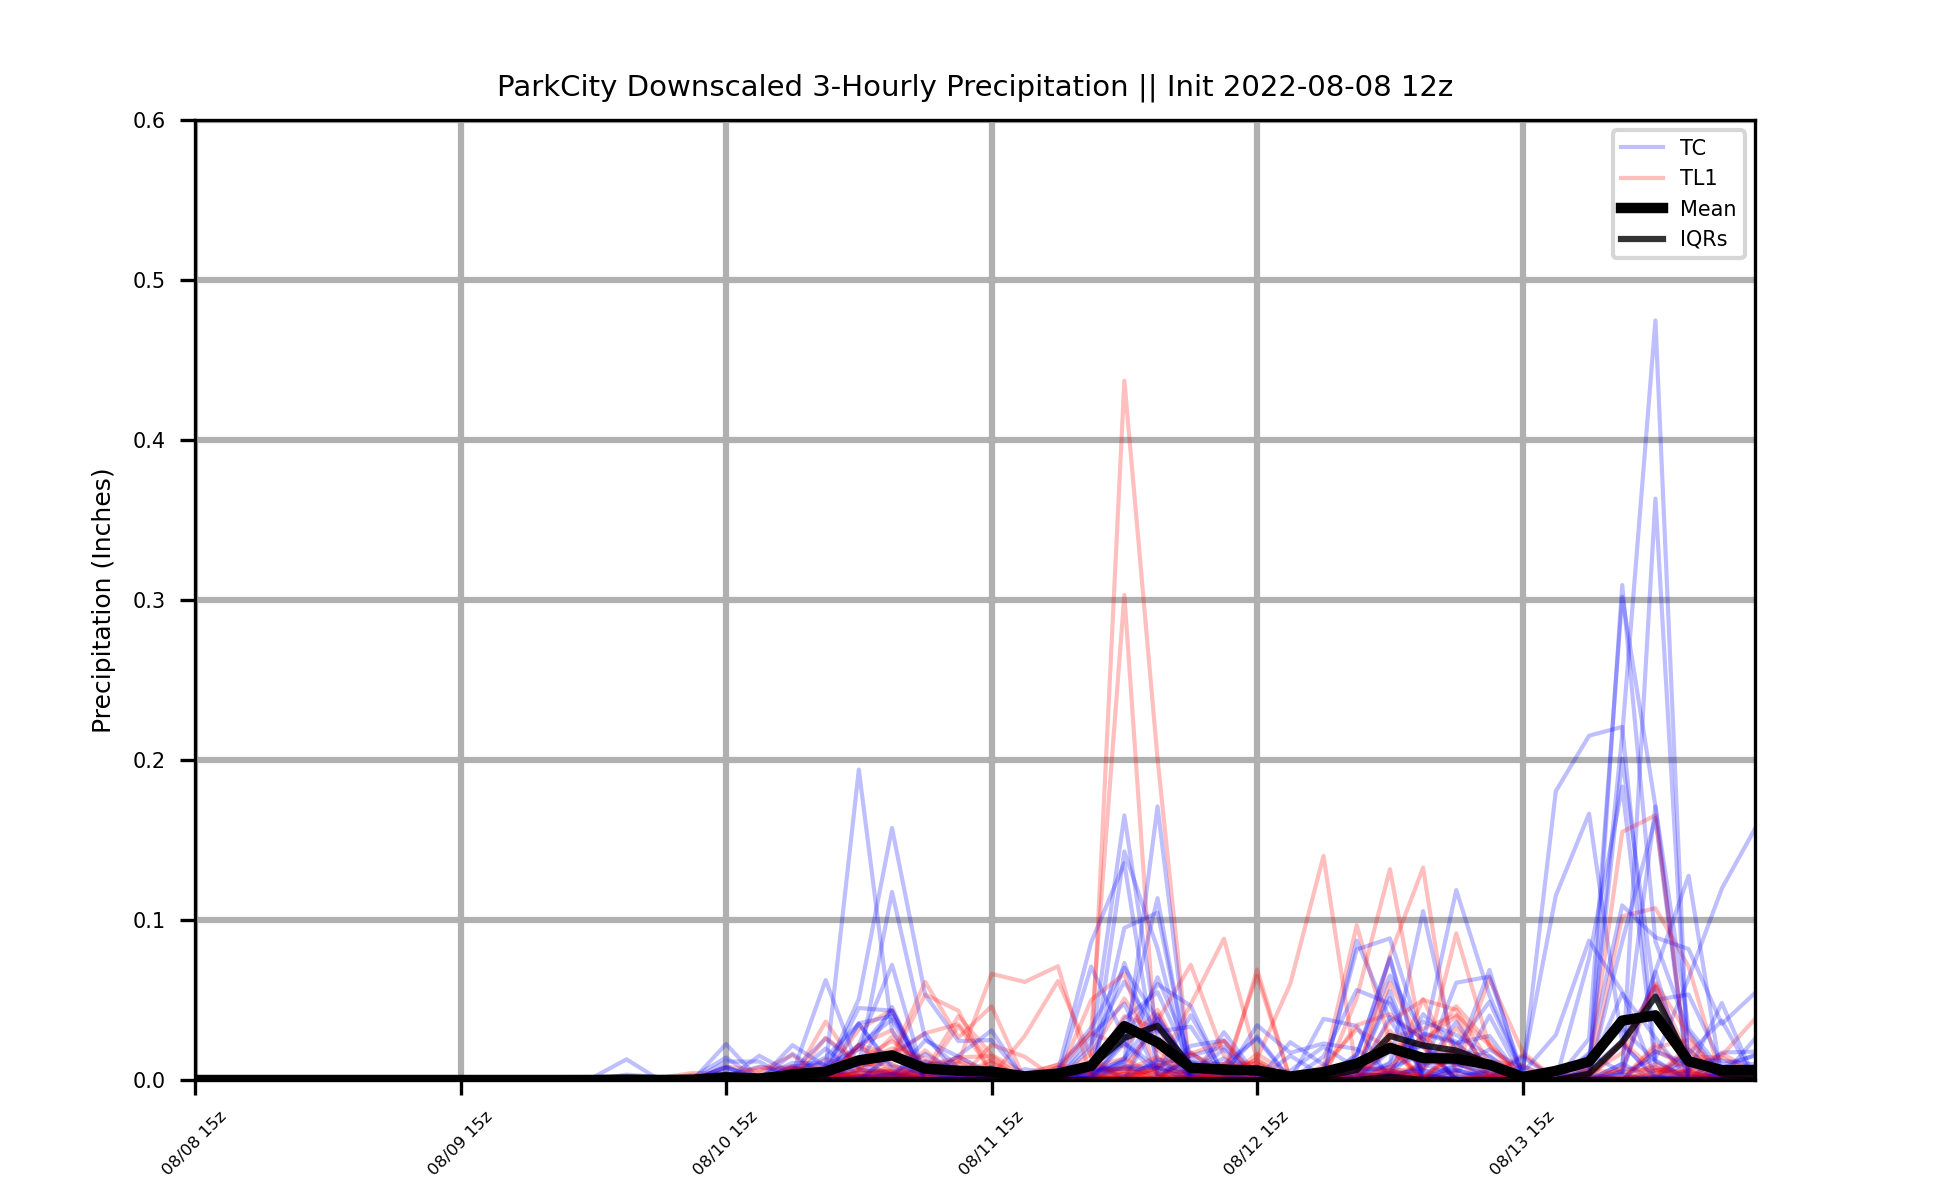 ParkCity Downscaled 3-Hourly Precipitation || Init 2022-08-08 12z
TC
TL1
Mean
IQRs
Precipitation (Inches)
0.6
0.5
0.4
0.3
0.2
0.1
0.0
08/08 15z
08/09 15z
08/10 15z
08/11 15z
08/12 15z
08/13 15z